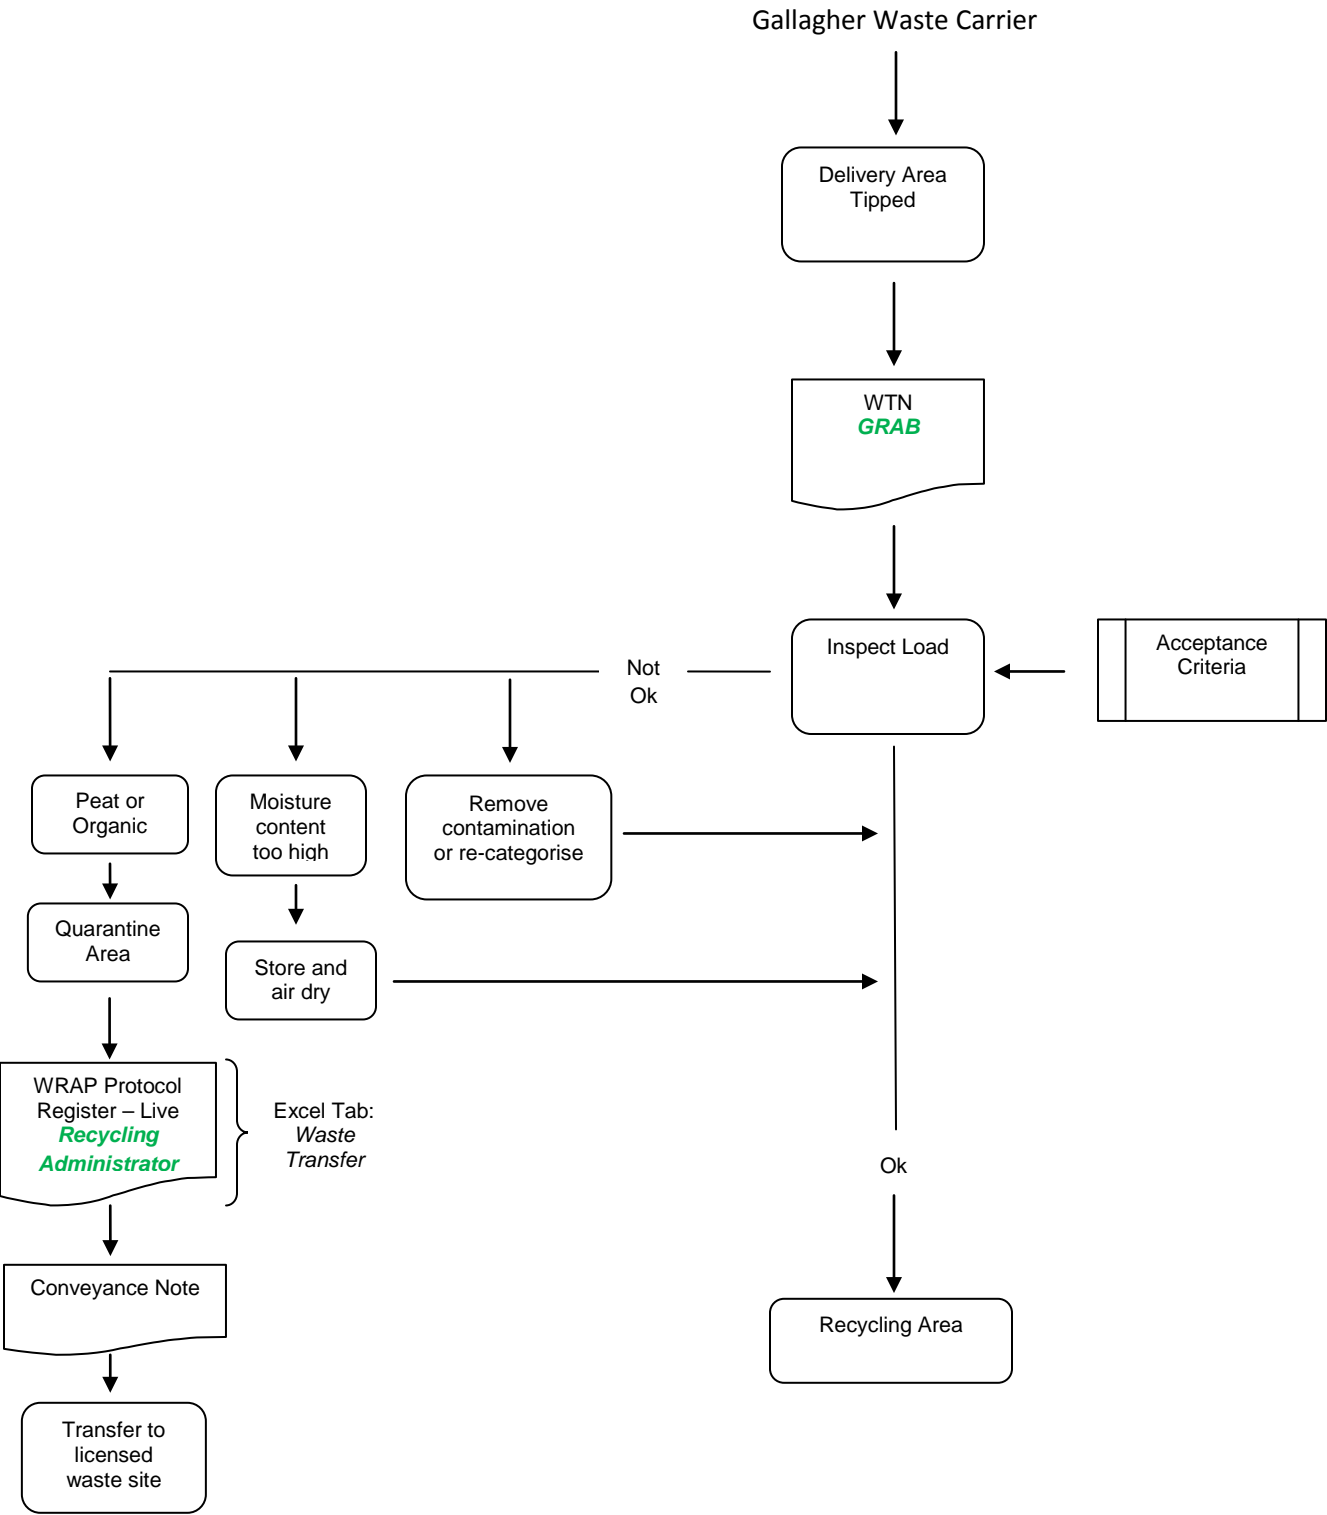 Gallagher Waste Carrier
Delivery Area
Tipped
WTN
GRAB
Inspect Load
Acceptance
Criteria
Not
Ok
Peat or
Organic
Moisture
content
too high
Remove
contamination
or re-categorise
Quarantine
Area
Store and
air dry
WRAP Protocol
Register – Live
Recycling
Administrator
Excel Tab:
Waste
Transfer
Ok
Conveyance Note
Recycling Area
Transfer to
licensed
waste site